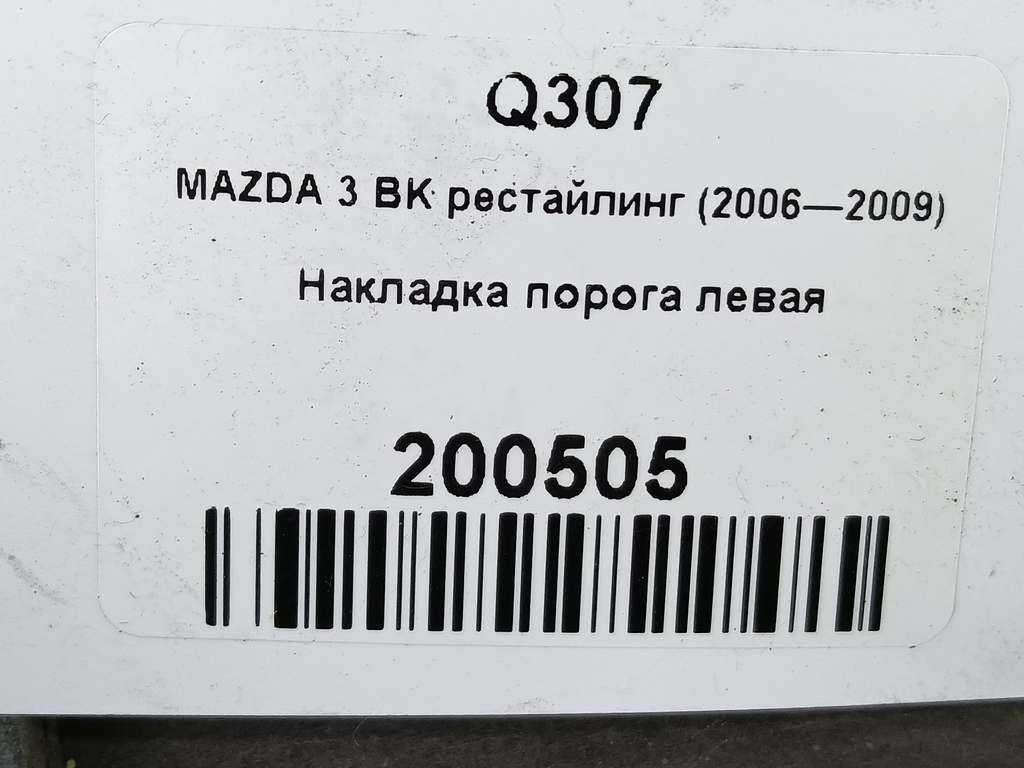 Q307
MAZDA 3 BK рестайлинг (2006—2009)
Накладка порога левая
200505